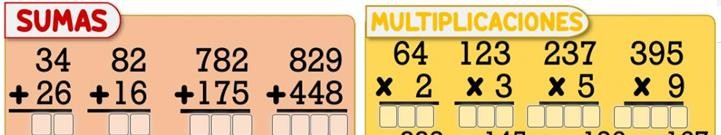 SUMAS
34 82 782 829
+ 26 + 16 + 175 + 448
MULTIPLICACIONES
64 123 237 395
x 2 x 3 x 5 x 9